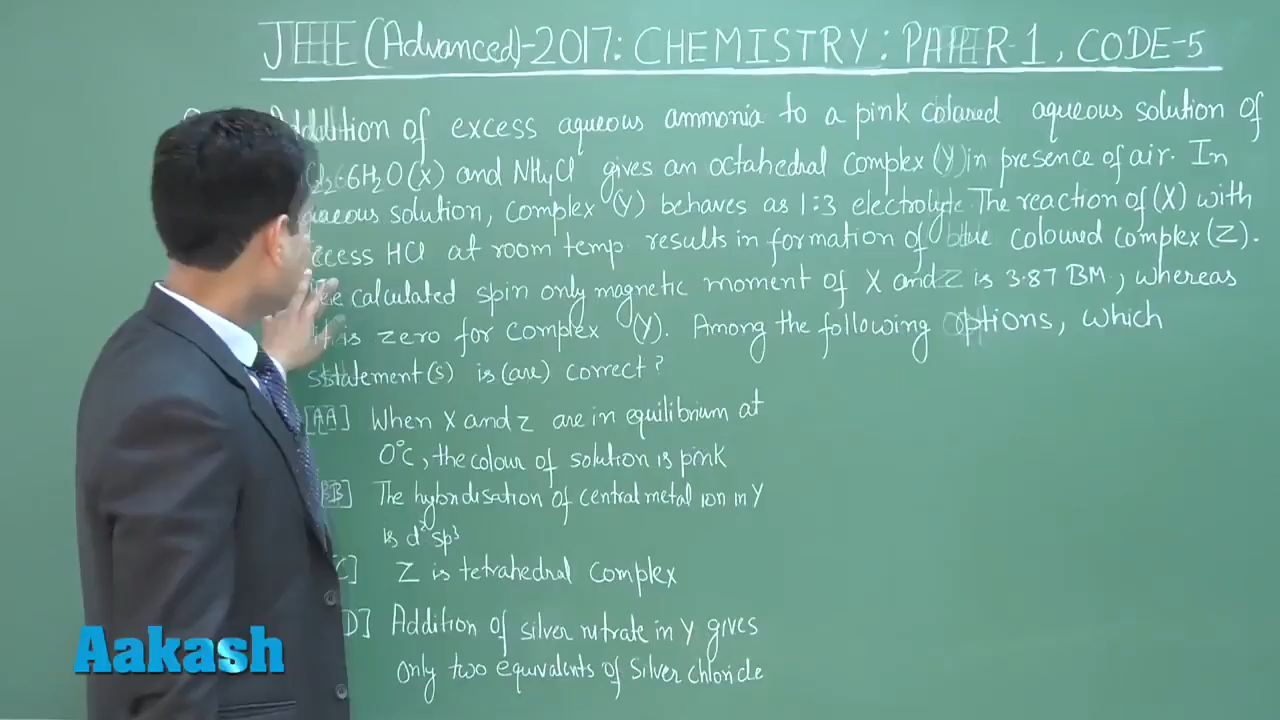 JEEE (Advanced)-2017: CHEMISTRY: PAPER-1, CODE-5
Addition of excess aqueous ammonia to a pink colared aqueous solution of
6H2O (x) and NH4Cl gives an octahedral complex (Y) in presence of air. In
solution, complex (Y) behaves as 1:3 electrolyte. The reaction of (X) with
HCl at room temp. results in formation of blue coloured complex (Z).
calculated spin only magnetic moment of X and Z is 3.87 BM, whereas
is zero for complex (Y). Among the following options, which
statement(s) is (are) correct?
When X and Z are in equilibrium at
0°C, the colour of solution is pink
The hybridisation of central metal ion in Y
is d²sp³
C] Z is tetrahedral complex
D] Addition of silver nitrate in Y gives
only two equivalents of silver chloride
Aakash